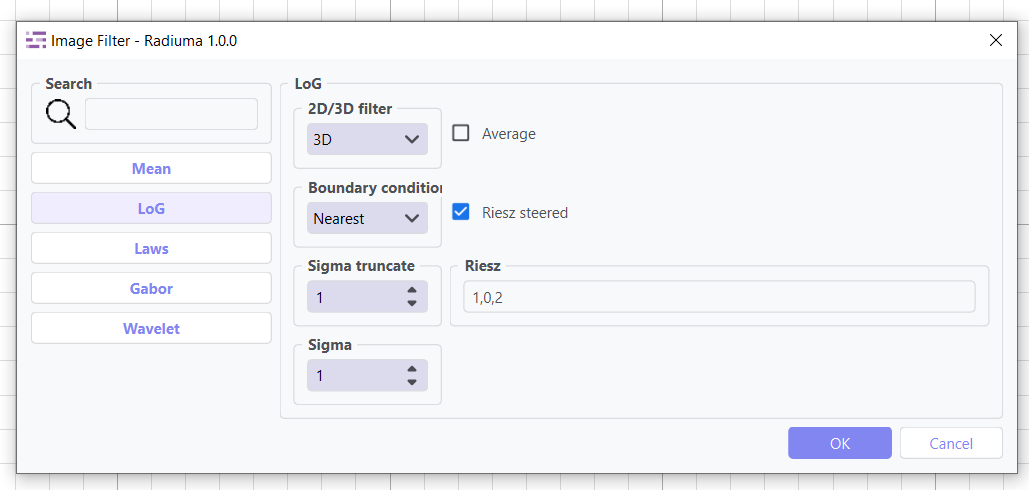 Image Filter - Radiuma 1.0.0
Search
Mean
LoG
Laws
Gabor
Wavelet
LoG
2D/3D filter
3D
Average
Boundary condition
Nearest
Riesz steered
Sigma truncate
1
Riesz
1,0,2
Sigma
1
OK
Cancel